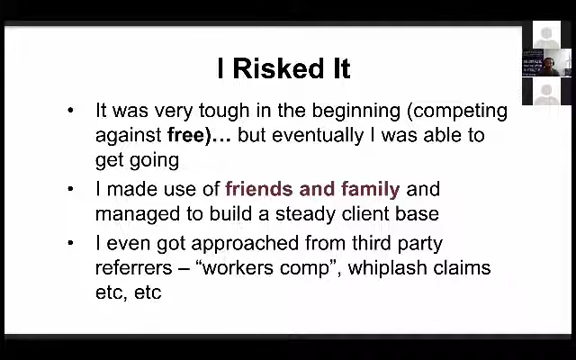 I Risked It
• It was very tough in the beginning (competing
against free)... but eventually I was able to
get going
• I made use of friends and family and
managed to build a steady client base
• I even got approached from third party
referrers – “workers comp”, whiplash claims
etc, etc